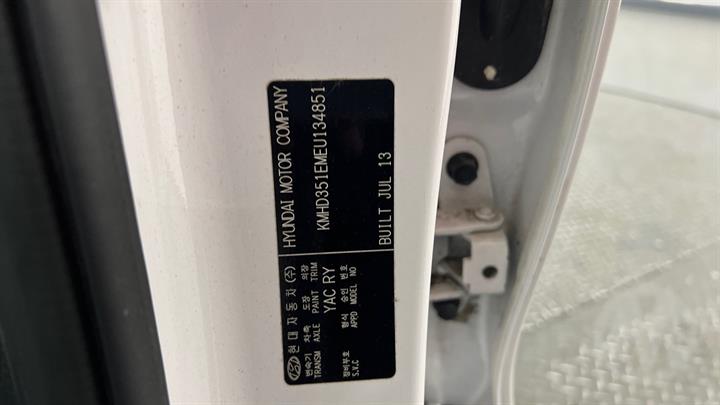 현대자동차(주) HYUNDAI MOTOR COMPANY
변속기 차축 도장 의장
TRANSM AXLE PAINT TRIM
KMHD351EMEU134851
YAC RY
형식 승인 번호
APPD MODEL NO
정비부호
S.V.C
BUILT JUL 13